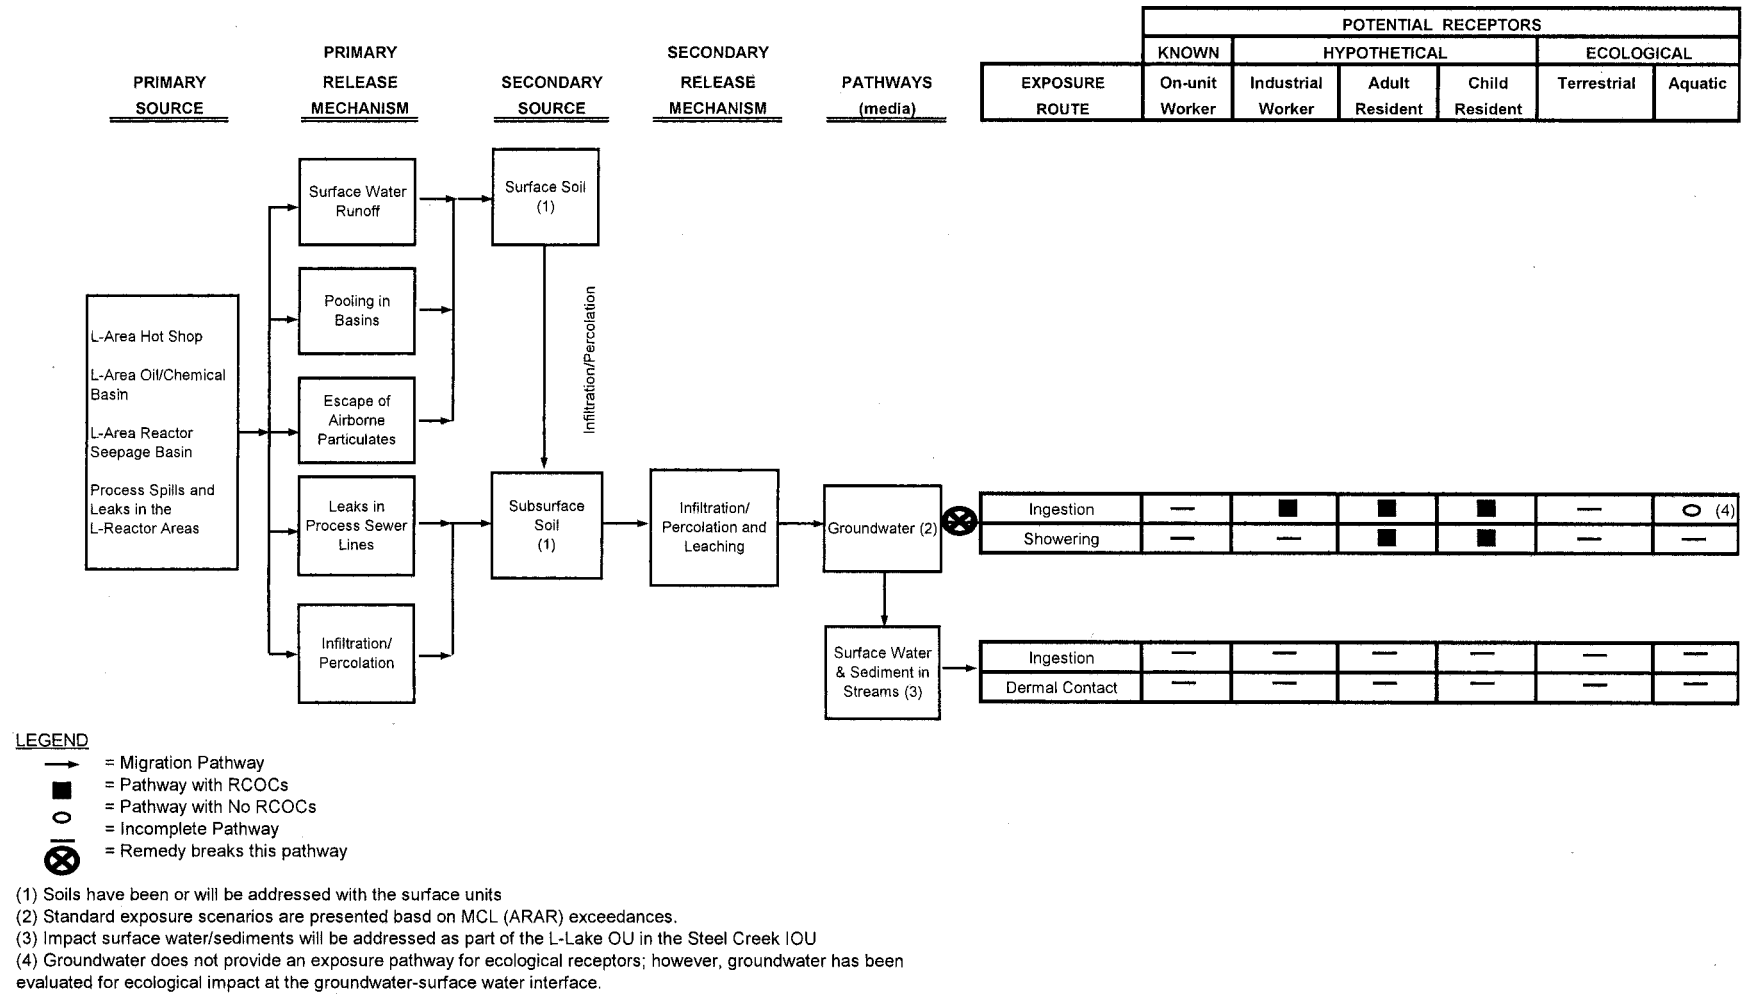 POTENTIAL RECEPTORS
KNOWN HYPOTHETICAL ECOLOGICAL
PRIMARY SOURCE
PRIMARY RELEASE MECHANISM
SECONDARY SOURCE
SECONDARY RELEASE MECHANISM
PATHWAYS (media)
EXPOSURE ROUTE
On-unit Worker
Industrial Worker
Adult Resident
Child Resident
Terrestrial
Aquatic
L-Area Hot Shop
L-Area Oil/Chemical
Basin
L-Area Reactor
Seepage Basin
Process Spills and
Leaks in the
L-Reactor Areas
Surface Water
Runoff
Pooling in
Basins
Escape of
Airborne
Particulates
Leaks in
Process Sewer
Lines
Infiltration/
Percolation
Surface Soil
(1)
Infiltration/Percolation
Subsurface
Soil
(1)
Infiltration/
Percolation and
Leaching
Groundwater (2)
Surface Water
& Sediment in
Streams (3)
Ingestion — — (4)
Showering — — — —
Ingestion — — — — — —
Dermal Contact — — — — — —
LEGEND
= Migration Pathway
= Pathway with RCOCs
= Pathway with No RCOCs
= Incomplete Pathway
= Remedy breaks this pathway
(1) Soils have been or will be addressed with the surface units
(2) Standard exposure scenarios are presented basd on MCL (ARAR) exceedances.
(3) Impact surface water/sediments will be addressed as part of the L-Lake OU in the Steel Creek IOU
(4) Groundwater does not provide an exposure pathway for ecological receptors; however, groundwater has been
evaluated for ecological impact at the groundwater-surface water interface.